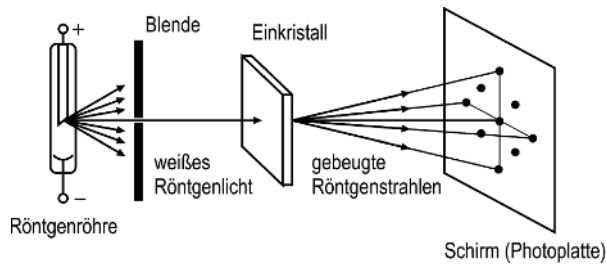 +
Blende
Einkristall
weißes
Röntgenlicht
gebeugte
Röntgenstrahlen
−
Röntgenröhre
Schirm (Photoplatte)